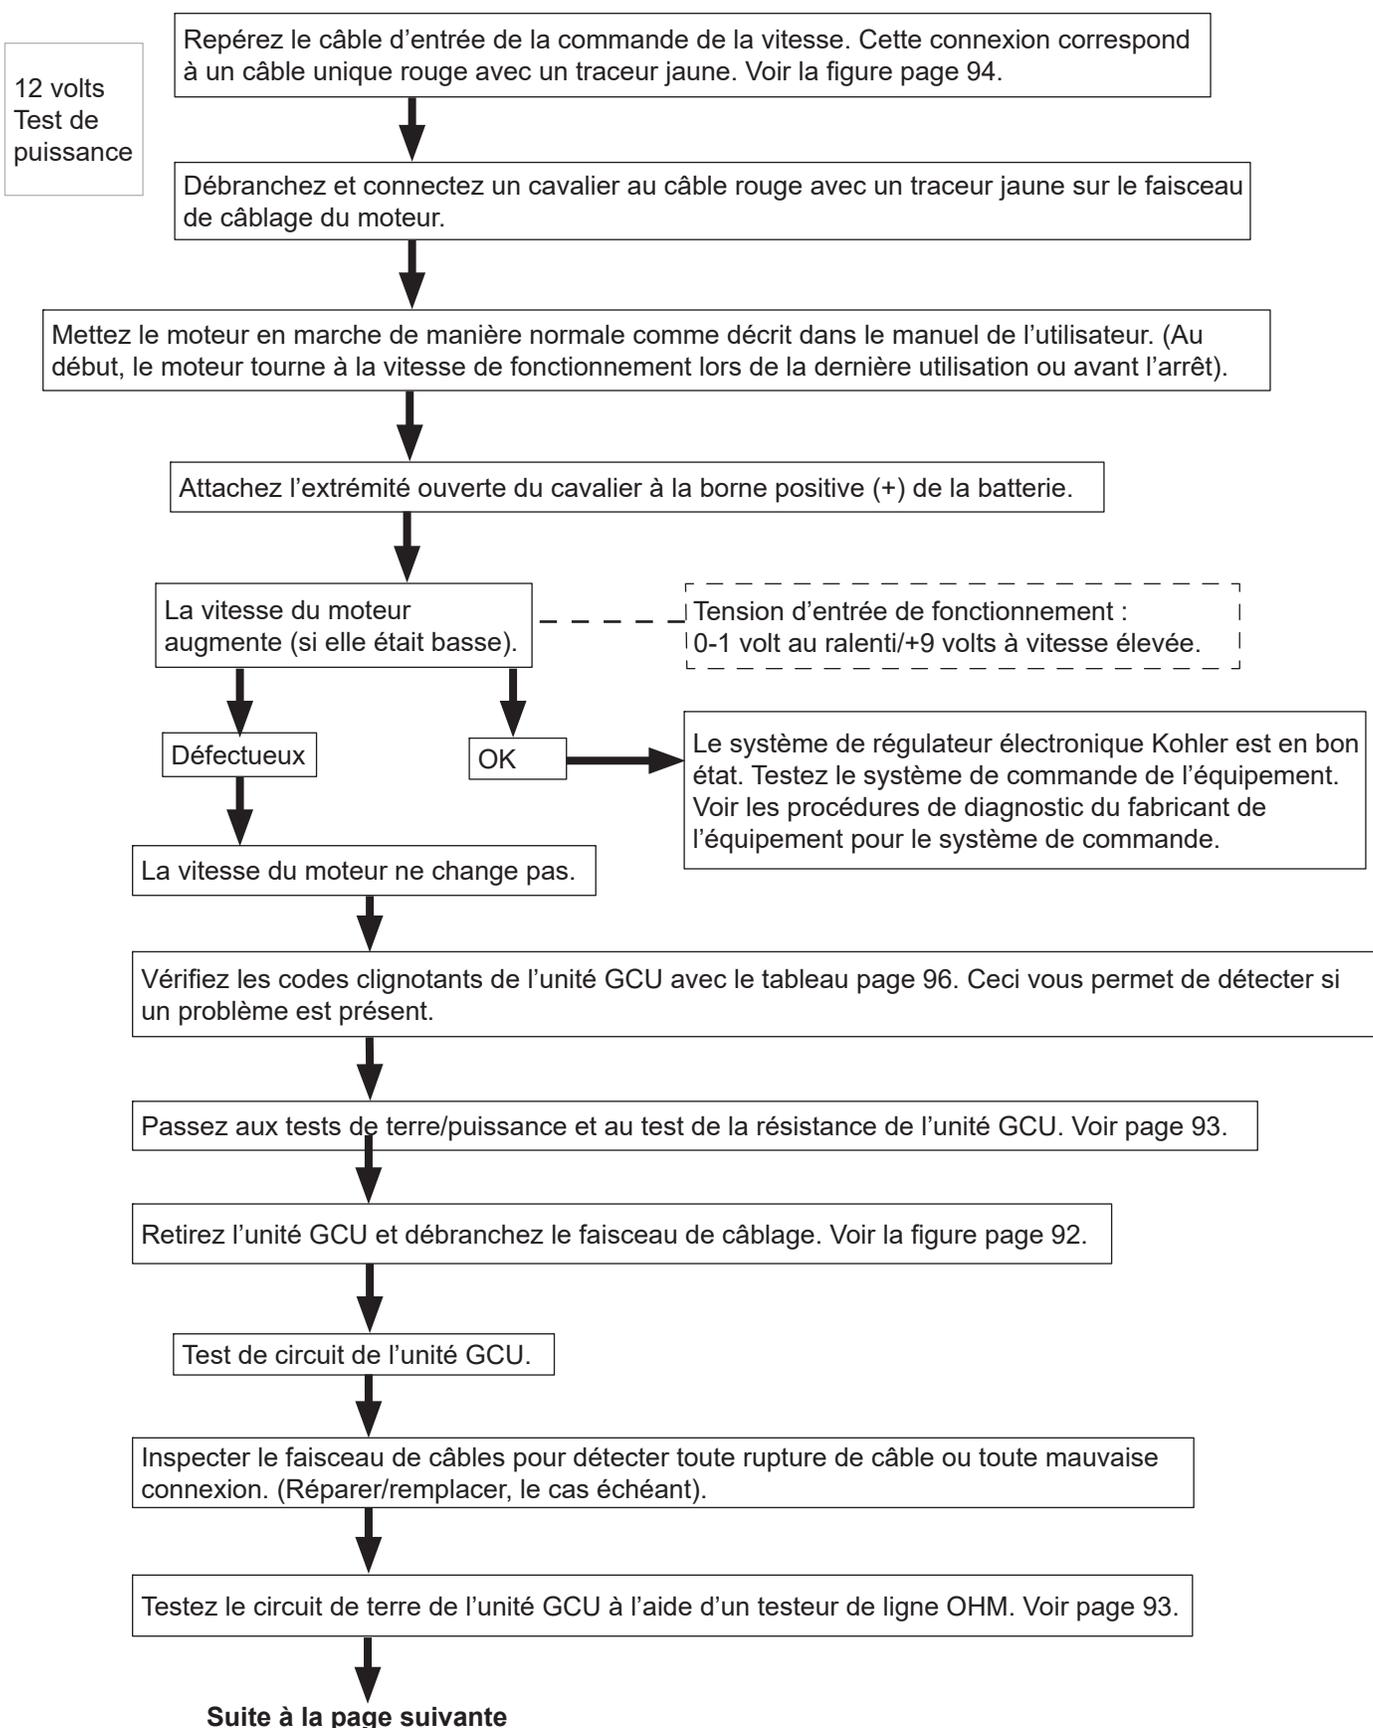 12 volts
Test de
puissance
Repérez le câble d’entrée de la commande de la vitesse. Cette connexion correspond
à un câble unique rouge avec un traceur jaune. Voir la figure page 94.
Débranchez et connectez un cavalier au câble rouge avec un traceur jaune sur le faisceau
de câblage du moteur.
Mettez le moteur en marche de manière normale comme décrit dans le manuel de l’utilisateur. (Au
début, le moteur tourne à la vitesse de fonctionnement lors de la dernière utilisation ou avant l’arrêt).
Attachez l’extrémité ouverte du cavalier à la borne positive (+) de la batterie.
La vitesse du moteur
augmente (si elle était basse).
Tension d’entrée de fonctionnement :
0-1 volt au ralenti/+9 volts à vitesse élevée.
Défectueux
OK
Le système de régulateur électronique Kohler est en bon
état. Testez le système de commande de l’équipement.
Voir les procédures de diagnostic du fabricant de
l’équipement pour le système de commande.
La vitesse du moteur ne change pas.
Vérifiez les codes clignotants de l’unité GCU avec le tableau page 96. Ceci vous permet de détecter si
un problème est présent.
Passez aux tests de terre/puissance et au test de la résistance de l’unité GCU. Voir page 93.
Retirez l’unité GCU et débranchez le faisceau de câblage. Voir la figure page 92.
Test de circuit de l’unité GCU.
Inspecter le faisceau de câbles pour détecter toute rupture de câble ou toute mauvaise
connexion. (Réparer/remplacer, le cas échéant).
Testez le circuit de terre de l’unité GCU à l’aide d’un testeur de ligne OHM. Voir page 93.
Suite à la page suivante